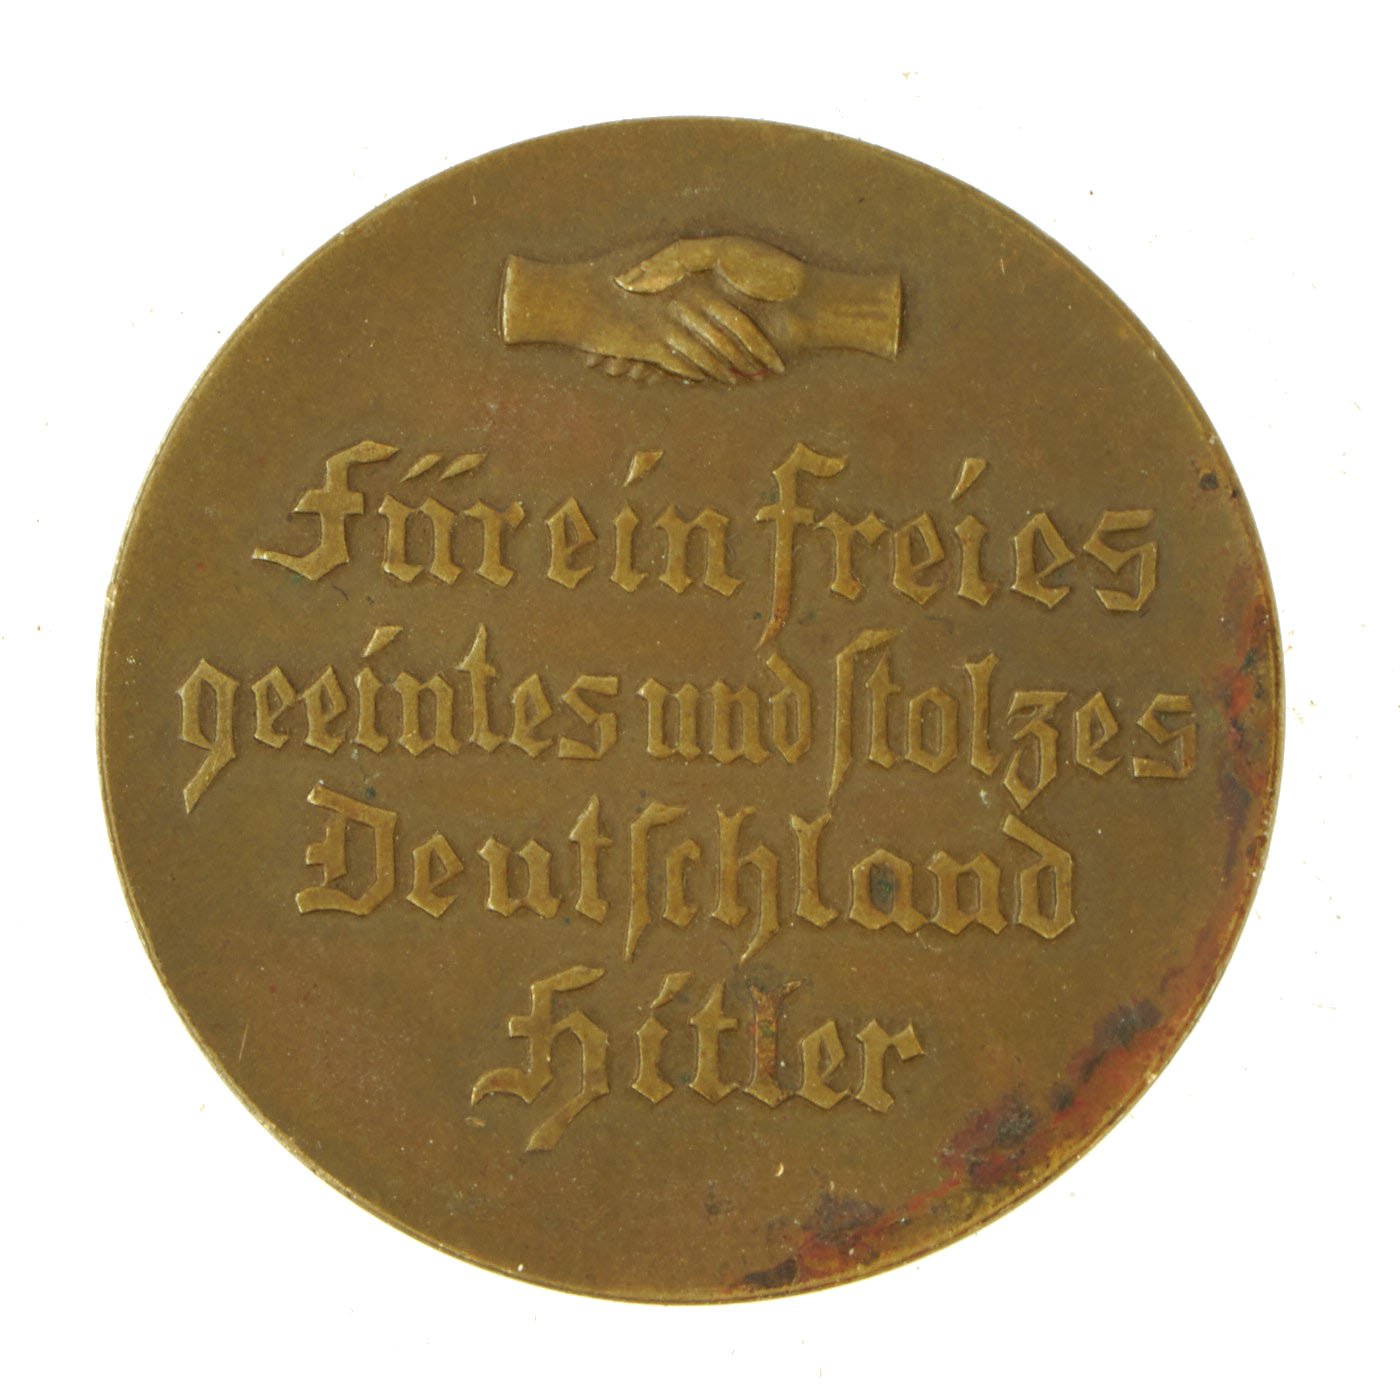 Für ein freies
geeintes und ſtolzes
Deutſchland
Hitler